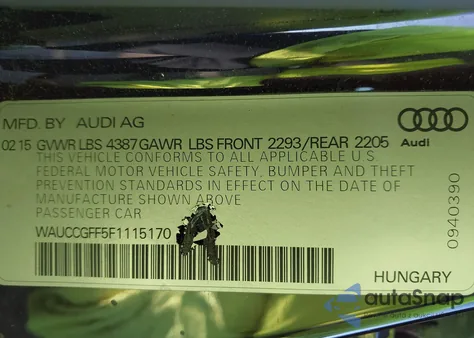 MFD. BY AUDI AG
02 15 GVWR LBS 4387 GAWR LBS FRONT 2293/REAR 2205
Audi
THIS VEHICLE CONFORMS TO ALL APPLICABLE U.S.
FEDERAL MOTOR VEHICLE SAFETY, BUMPER AND THEFT
PREVENTION STANDARDS IN EFFECT ON THE DATE OF
MANUFACTURE SHOWN ABOVE
PASSENGER CAR
WAUCCGFF5F1115170
0940390
HUNGARY
autoSnap